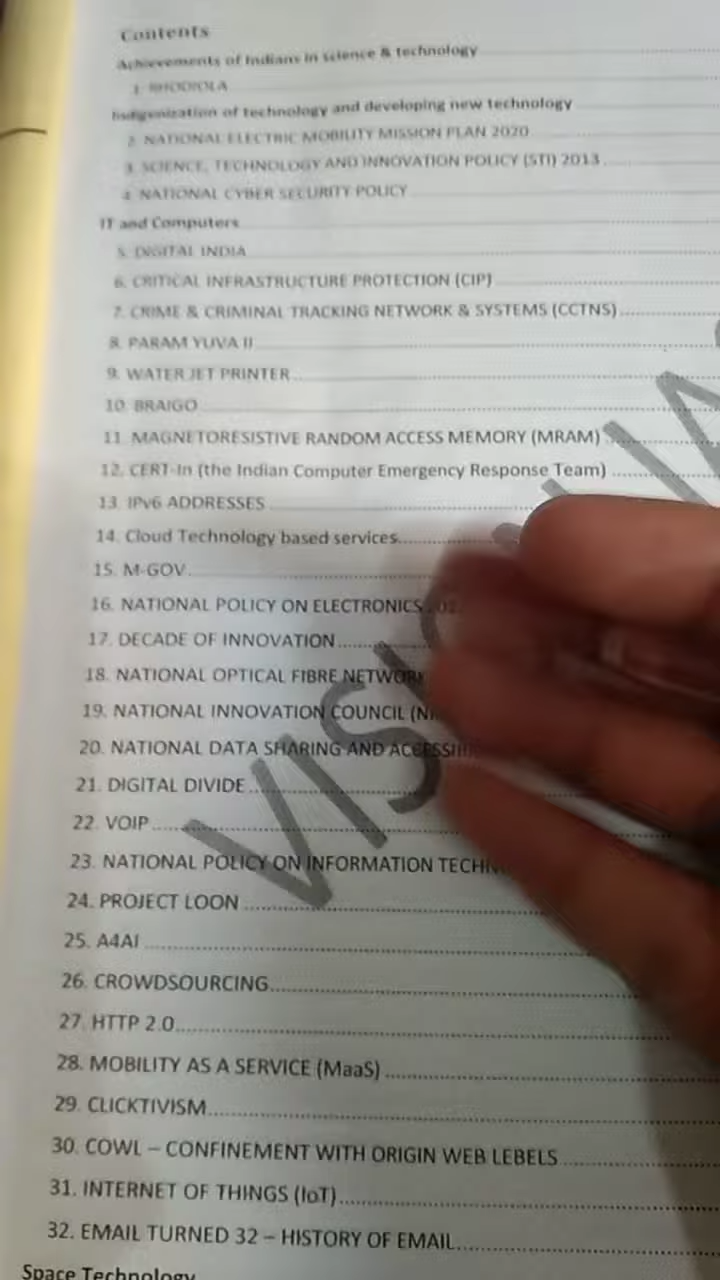 Contents
Achievements of Indians in science & technology
1. RHODIOLA
Indigenization of technology and developing new technology
2. NATIONAL ELECTRIC MOBILITY MISSION PLAN 2020
3. SCIENCE, TECHNOLOGY AND INNOVATION POLICY (STI) 2013
4. NATIONAL CYBER SECURITY POLICY
IT and Computers
5. DIGITAL INDIA
6. CRITICAL INFRASTRUCTURE PROTECTION (CIP)
7. CRIME & CRIMINAL TRACKING NETWORK & SYSTEMS (CCTNS)
8. PARAM YUVA II
9. WATER JET PRINTER
10. BRAIGO
11. MAGNETORESISTIVE RANDOM ACCESS MEMORY (MRAM)
12. CERT-In (the Indian Computer Emergency Response Team)
13. IPv6 ADDRESSES
14. Cloud Technology based services
15. M-GOV
16. NATIONAL POLICY ON ELECTRONICS
17. DECADE OF INNOVATION
18. NATIONAL OPTICAL FIBRE NETWORK
19. NATIONAL INNOVATION COUNCIL
20. NATIONAL DATA SHARING AND
21. DIGITAL DIVIDE
22. VOIP
23. NATIONAL POLICY ON INFORMATION
24. PROJECT LOON
25. A4AI
26. CROWDSOURCING
27. HTTP 2.0
28. MOBILITY AS A SERVICE (MaaS)
29. CLICKTIVISM
30. COWL – CONFINEMENT WITH ORIGIN WEB LEBELS
31. INTERNET OF THINGS (IoT)
32. EMAIL TURNED 32 – HISTORY OF EMAIL
Space Technology